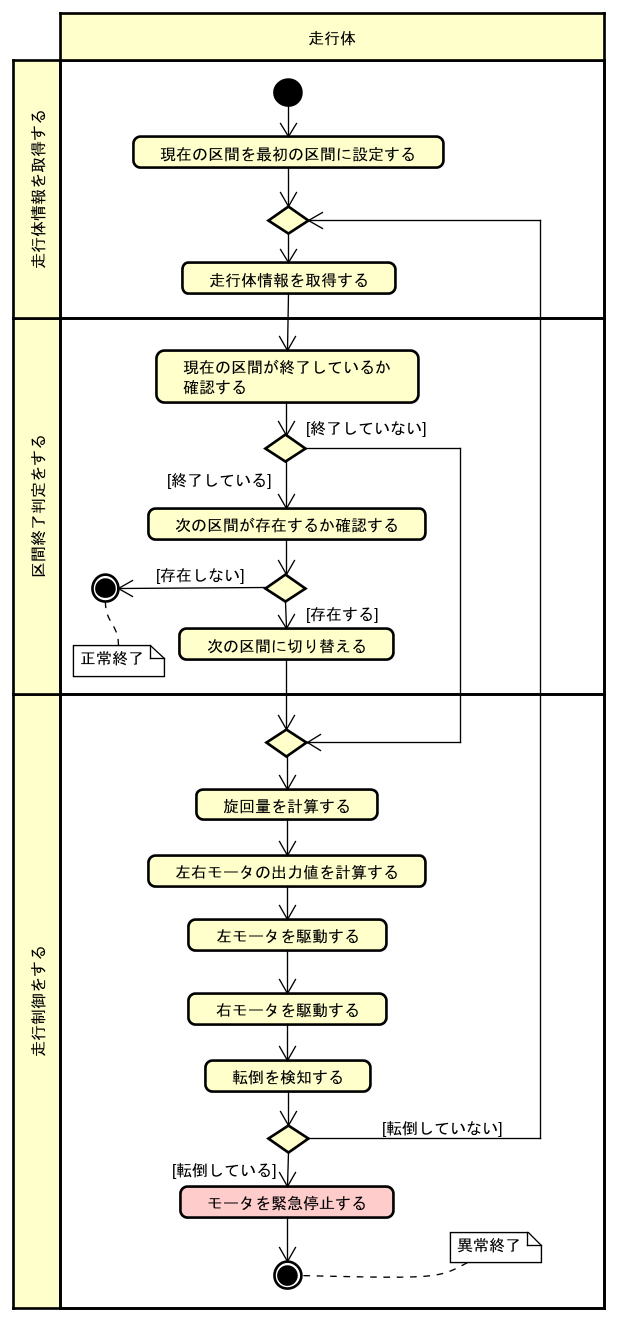 走行体
走行体情報を取得する
現在の区間を最初の区間に設定する
走行体情報を取得する
区間終了判定をする
現在の区間が終了しているか
確認する
[終了していない]
[終了している]
次の区間が存在するか確認する
[存在しない]
[存在する]
正常終了
次の区間に切り替える
走行制御をする
旋回量を計算する
左右モータの出力値を計算する
左モータを駆動する
右モータを駆動する
転倒を検知する
[転倒していない]
[転倒している]
モータを緊急停止する
異常終了